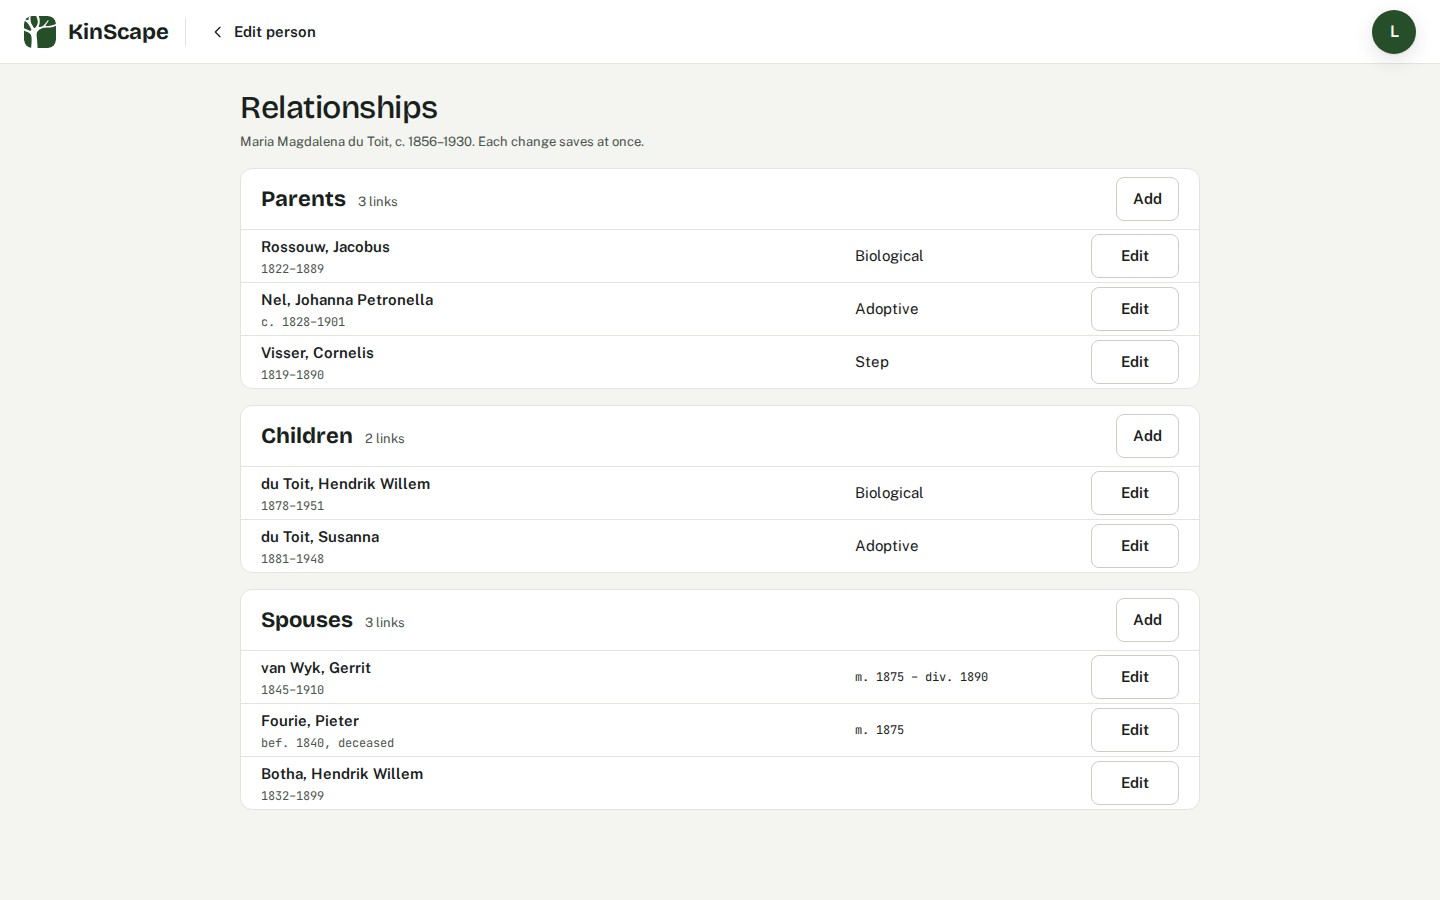 KinScape
Edit person
L
Relationships
Maria Magdalena du Toit, c. 1856–1930. Each change saves at once.
Parents 3 links Add
Rossouw, Jacobus
1822–1889
Biological
Edit
Nel, Johanna Petronella
c. 1828–1901
Adoptive
Edit
Visser, Cornelis
1819–1890
Step
Edit
Children 2 links Add
du Toit, Hendrik Willem
1878–1951
Biological
Edit
du Toit, Susanna
1881–1948
Adoptive
Edit
Spouses 3 links Add
van Wyk, Gerrit
1845–1910
m. 1875 – div. 1890
Edit
Fourie, Pieter
bef. 1840, deceased
m. 1875
Edit
Botha, Hendrik Willem
1832–1899
Edit